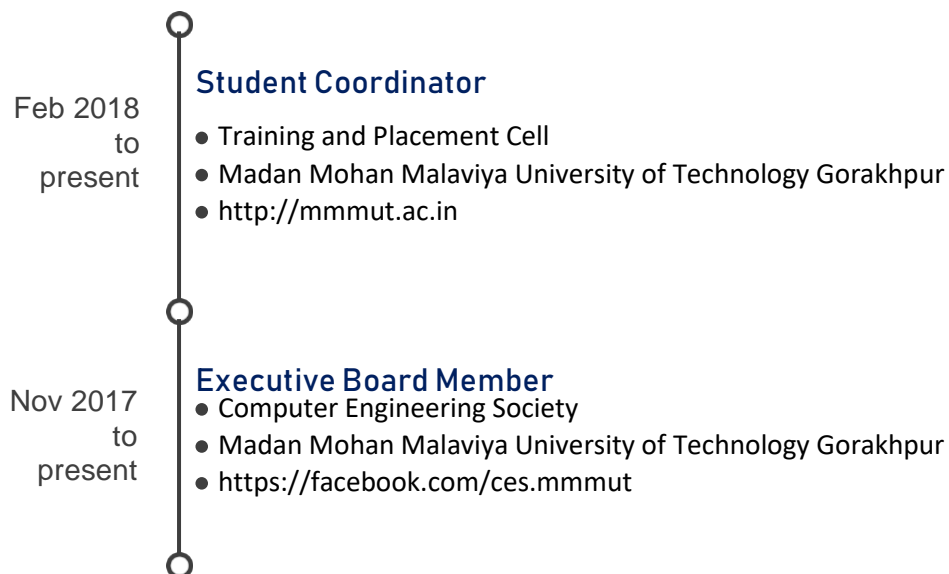 Feb 2018
to
present
Student Coordinator
● Training and Placement Cell
● Madan Mohan Malaviya University of Technology Gorakhpur
● http://mmmut.ac.in
Nov 2017
to
present
Executive Board Member
● Computer Engineering Society
● Madan Mohan Malaviya University of Technology Gorakhpur
● https://facebook.com/ces.mmmut